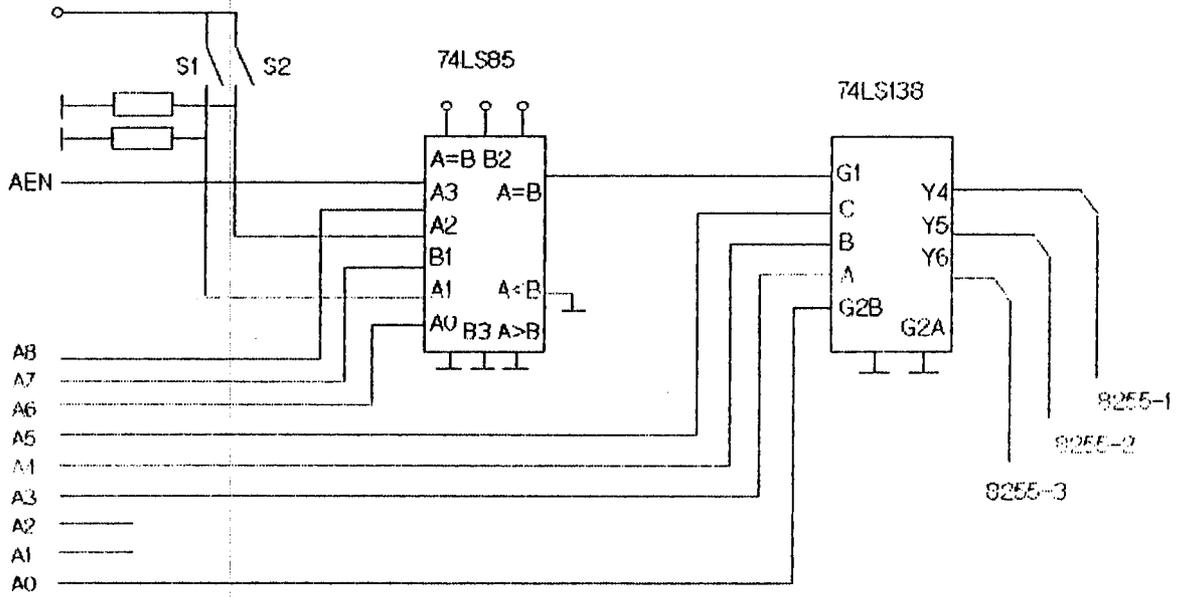 74LS85
S1
S2
74LS138
A=B B2
AEN
A3
A=B
G1
Y4
A2
C
Y5
B1
B
Y6
A1
A<B
A
A0
B3 A>B
G2B
G2A
A8
A7
A6
A5
A4
A3
A2
A1
A0
8255-1
8255-2
8255-3